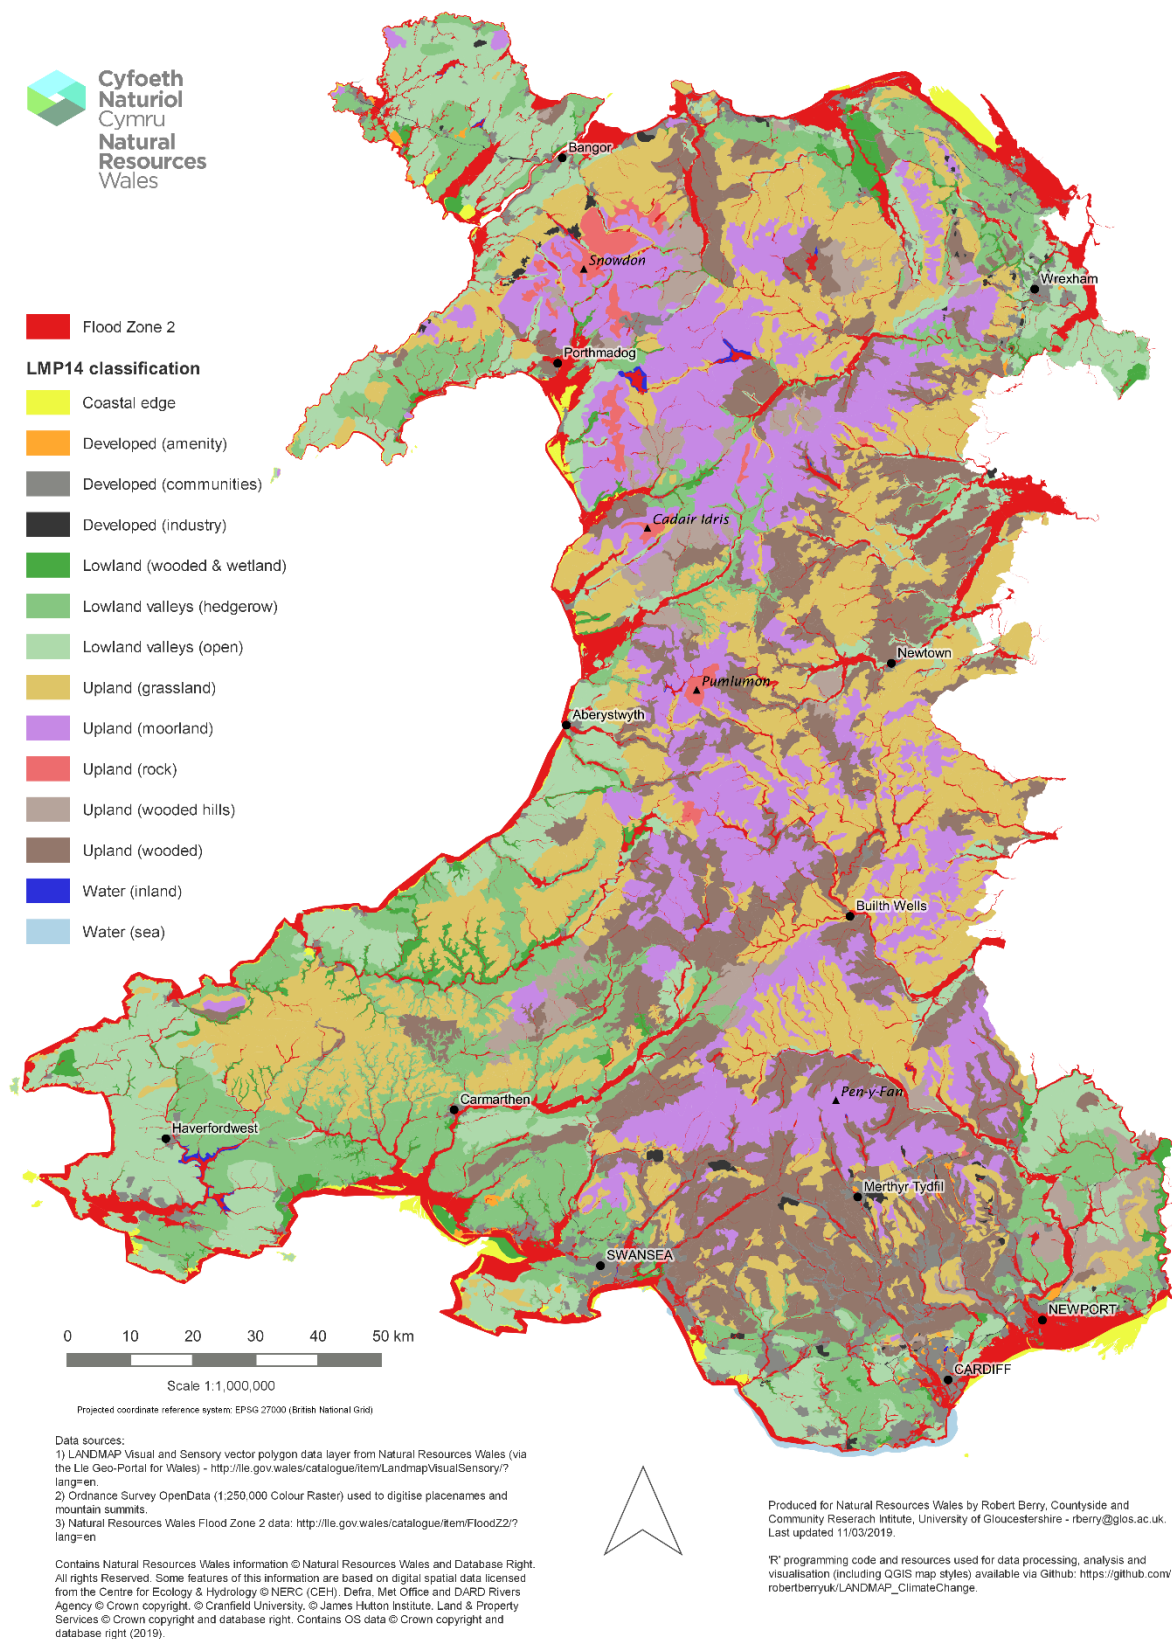 Cyfoeth
Naturiol
Cymru
Natural
Resources
Wales
Bangor
Snowdon
Wrexham
Flood Zone 2
Porthmadog
LMP14 classification
Coastal edge
Developed (amenity)
Developed (communities)
Developed (industry)
Cadair Idris
Lowland (wooded & wetland)
Lowland valleys (hedgerow)
Lowland valleys (open)
Newtown
Upland (grassland)
Pumlumon
Upland (moorland)
Aberystwyth
Upland (rock)
Upland (wooded hills)
Upland (wooded)
Water (inland)
Builth Wells
Water (sea)
Pen-y-Fan
Carmarthen
Haverfordwest
Merthyr Tydfil
SWANSEA
NEWPORT
0 10 20 30 40 50 km
CARDIFF
Scale 1:1,000,000
Projected coordinate reference system: EPSG 27000 (British National Grid)
Data sources:
1) LANDMAP Visual and Sensory vector polygon data layer from Natural Resources Wales (via
the Lle Geo-Portal for Wales) - http://lle.gov.wales/catalogue/item/LandmapVisualSensory/?
lang=en.
2) Ordnance Survey OpenData (1:250,000 Colour Raster) used to digitise placenames and
mountain summits.
3) Natural Resources Wales Flood Zone 2 data: http://lle.gov.wales/catalogue/item/FloodZ2/?
lang=en
Contains Natural Resources Wales information © Natural Resources Wales and Database Right.
All rights Reserved. Some features of this information are based on digital spatial data licensed
from the Centre for Ecology & Hydrology © NERC (CEH). Defra, Met Office and DARD Rivers
Agency © Crown copyright. © Cranfield University. © James Hutton Institute. Land & Property
Services © Crown copyright and database right. Contains OS data © Crown copyright and
database right (2019).
Produced for Natural Resources Wales by Robert Berry, Countyside and
Community Reserach Intitute, University of Gloucestershire - rberry@glos.ac.uk.
Last updated 11/03/2019.
'R' programming code and resources used for data processing, analysis and
visualisation (including QGIS map styles) available via Github: https://github.com/
robertberryuk/LANDMAP_ClimateChange.